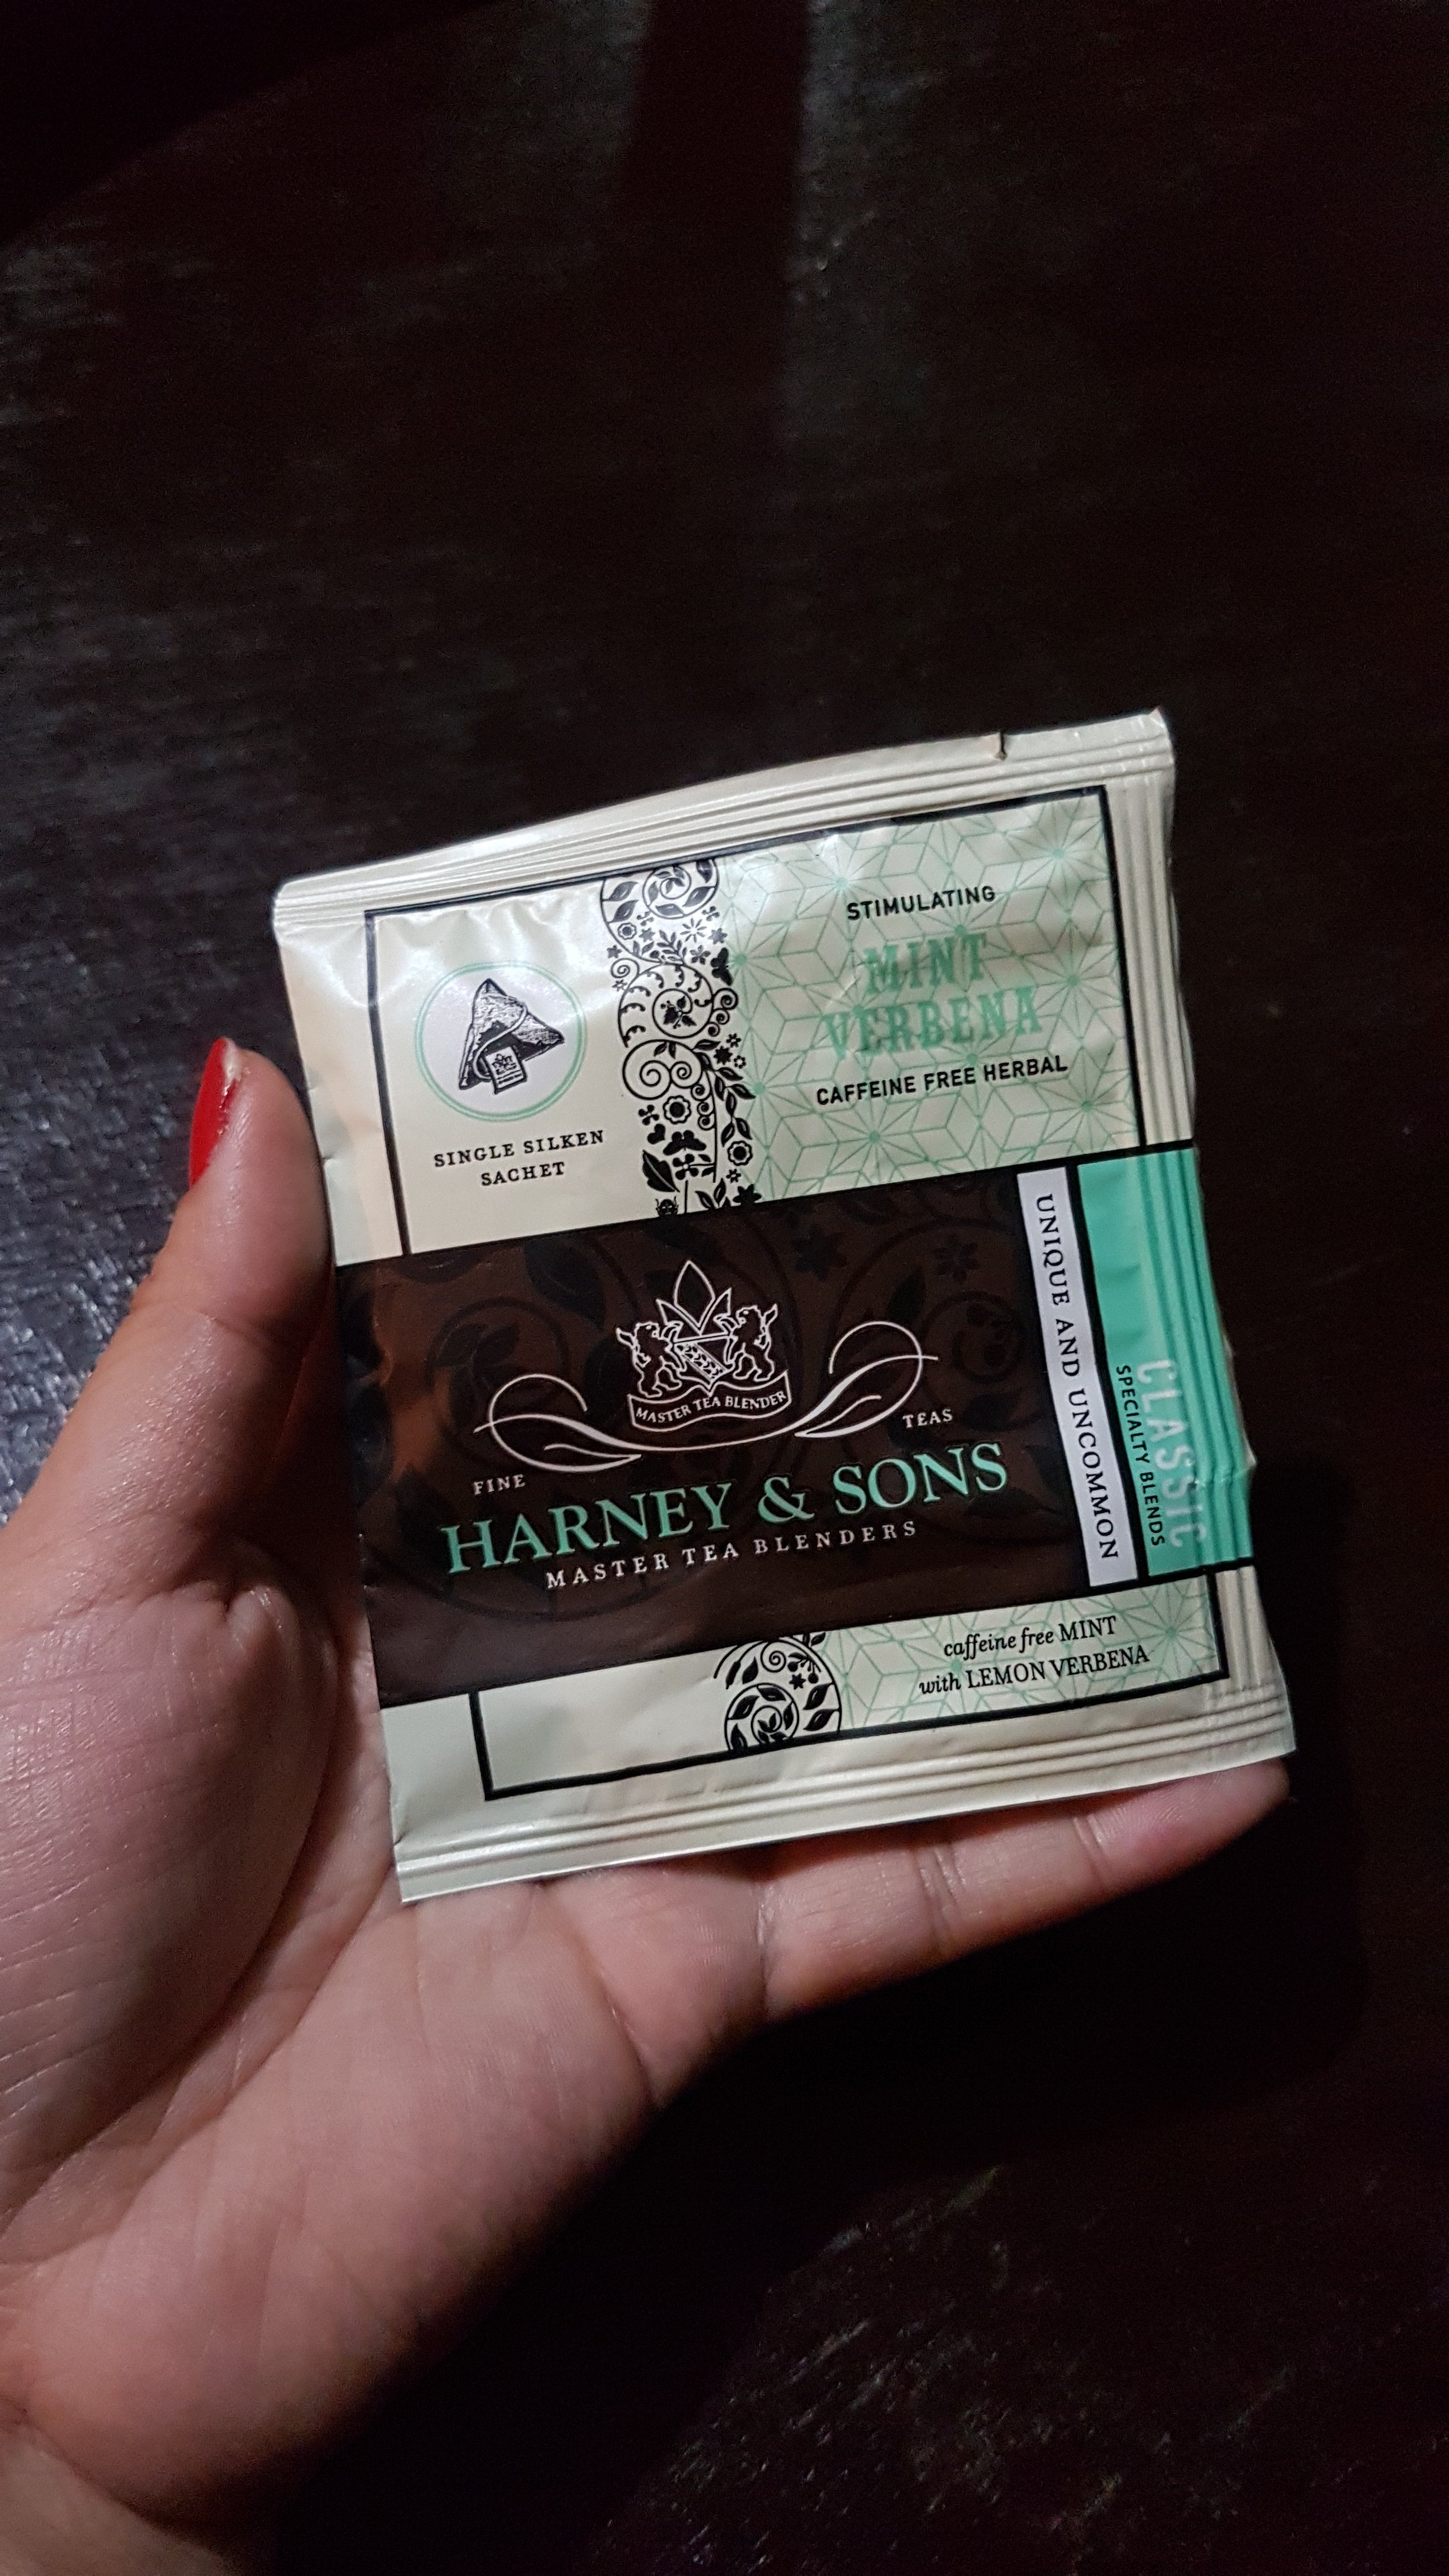 STIMULATING
MINT
VERBENA
CAFFEINE FREE HERBAL
SINGLE SILKEN
SACHET
MASTER TEA BLENDER
FINE
TEAS
HARNEY & SONS
MASTER TEA BLENDERS
UNIQUE AND UNCOMMON
CLASSIC
SPECIALTY BLENDS
caffeine free MINT
with LEMON VERBENA